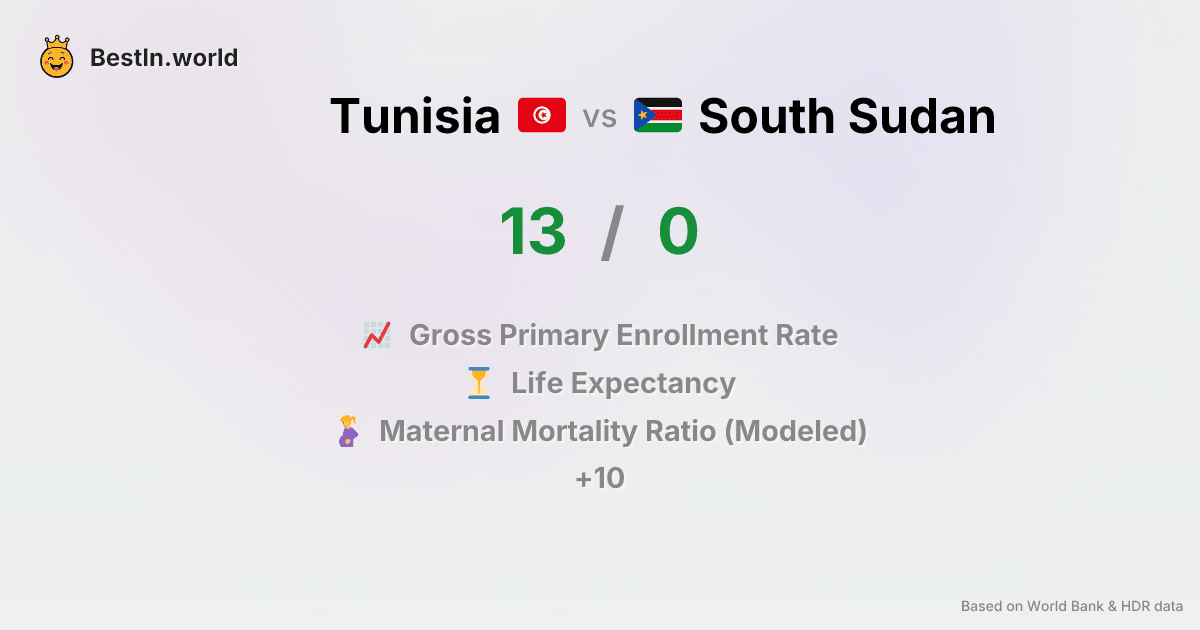 BestIn.world
Tunisia vs South Sudan
13 / 0
Gross Primary Enrollment Rate
Life Expectancy
Maternal Mortality Ratio (Modeled)
+10
Based on World Bank & HDR data